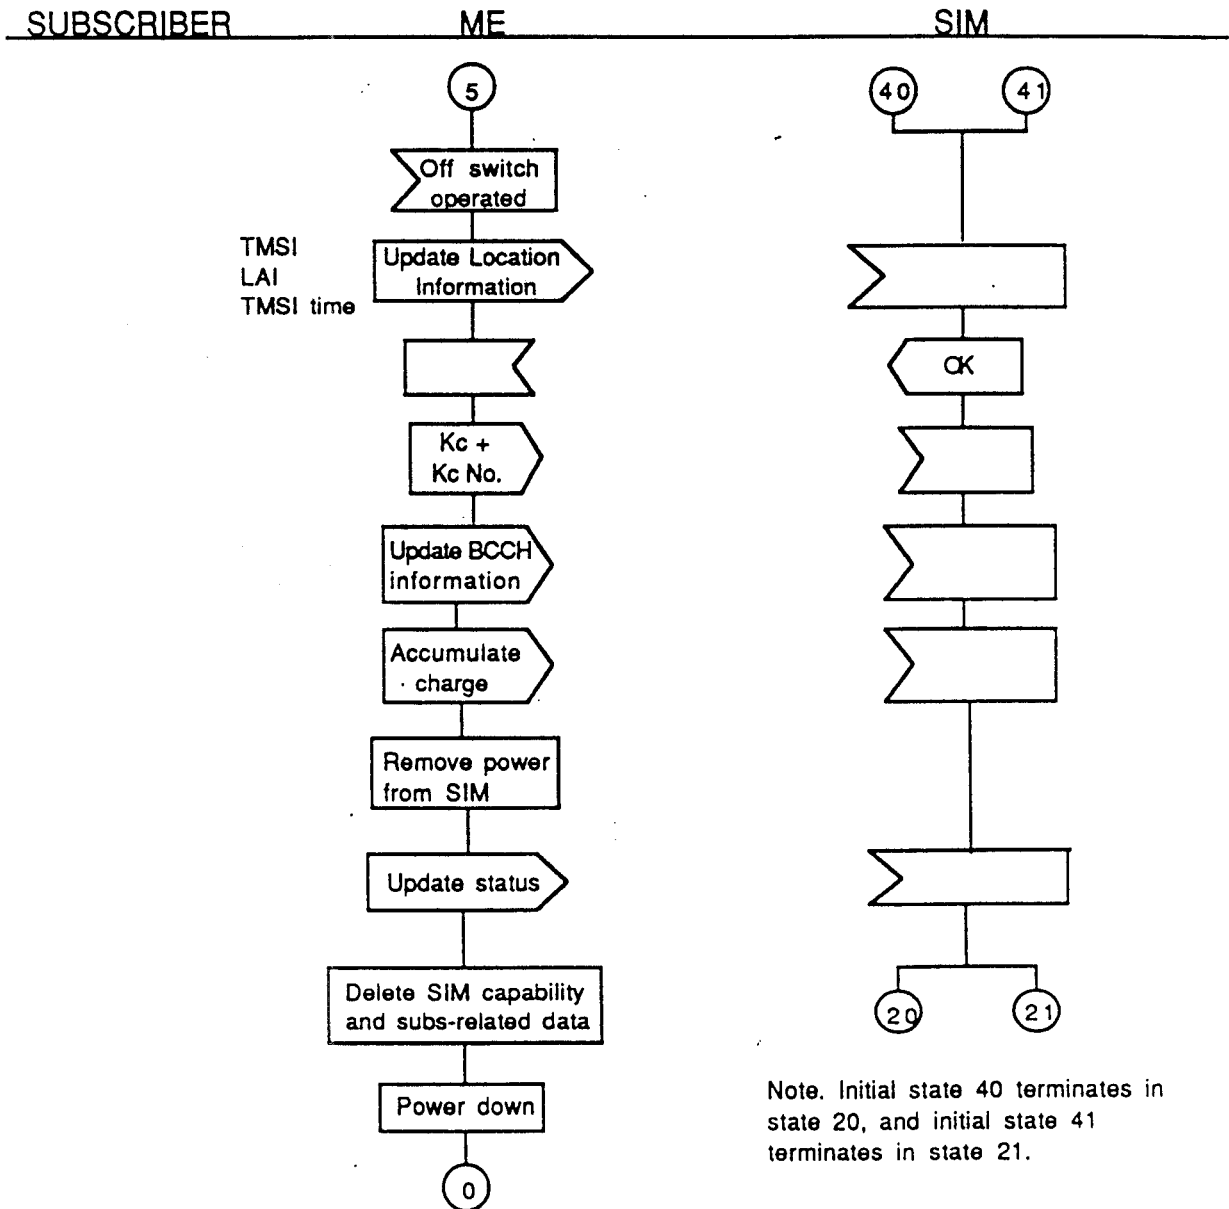 SUBSCRIBER ME SIM
5
40 41
Off switch
operated
TMSI
LAI
TMSI time
Update Location
Information
OK
Kc +
Kc No.
Update BCCH
information
Accumulate
charge
Remove power
from SIM
Update status
Delete SIM capability
and subs-related data
20 21
Power down
0
Note. Initial state 40 terminates in
state 20, and initial state 41
terminates in state 21.